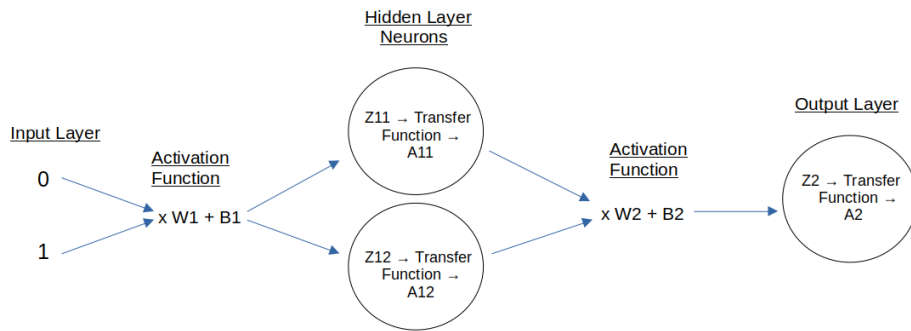 Input Layer
0
1
Activation
Function
x W1 + B1
Hidden Layer
Neurons
Z11 → Transfer
Function →
A11
Z12 → Transfer
Function →
A12
Activation
Function
x W2 + B2
Output Layer
Z2 → Transfer
Function →
A2